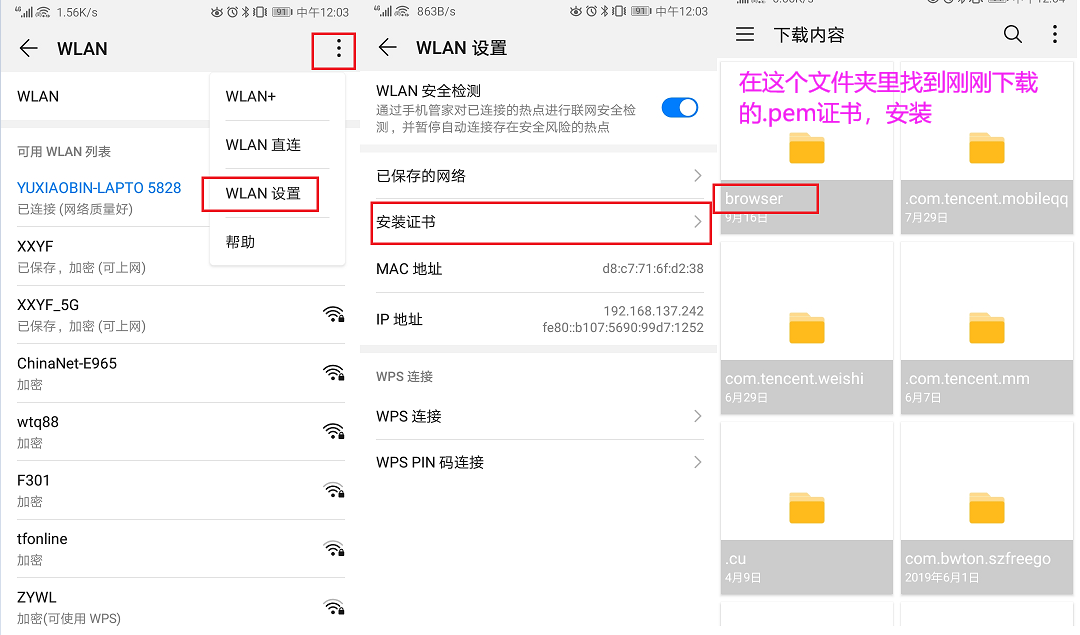 1.56K/s
中午12:03
WLAN
WLAN
WLAN+
WLAN 直连
WLAN 设置
帮助
可用 WLAN 列表
YUXIAOBIN-LAPTO 5828
已连接 (网络质量好)
XXYF
已保存，加密 (可上网)
XXYF_5G
已保存，加密 (可上网)
ChinaNet-E965
加密
wtq88
加密
F301
加密
tfonline
加密
ZYWL
加密(可使用 WPS)
863B/s
中午12:03
WLAN 设置
WLAN 安全检测
通过手机管家对已连接的热点进行联网安全检
测，并暂停自动连接存在安全风险的热点
已保存的网络
安装证书
MAC 地址
d8:c7:71:6f:d2:38
IP 地址
192.168.137.242
fe80::b107:5690:99d7:1252
WPS 连接
WPS 连接
WPS PIN 码连接
下载内容
在这个文件夹里找到刚刚下载
的.pem证书，安装
browser
9月16日
.com.tencent.mobileqq
7月29日
com.tencent.weishi
6月29日
.com.tencent.mm
6月7日
.cu
4月9日
com.bwton.szfreego
2019年6月1日